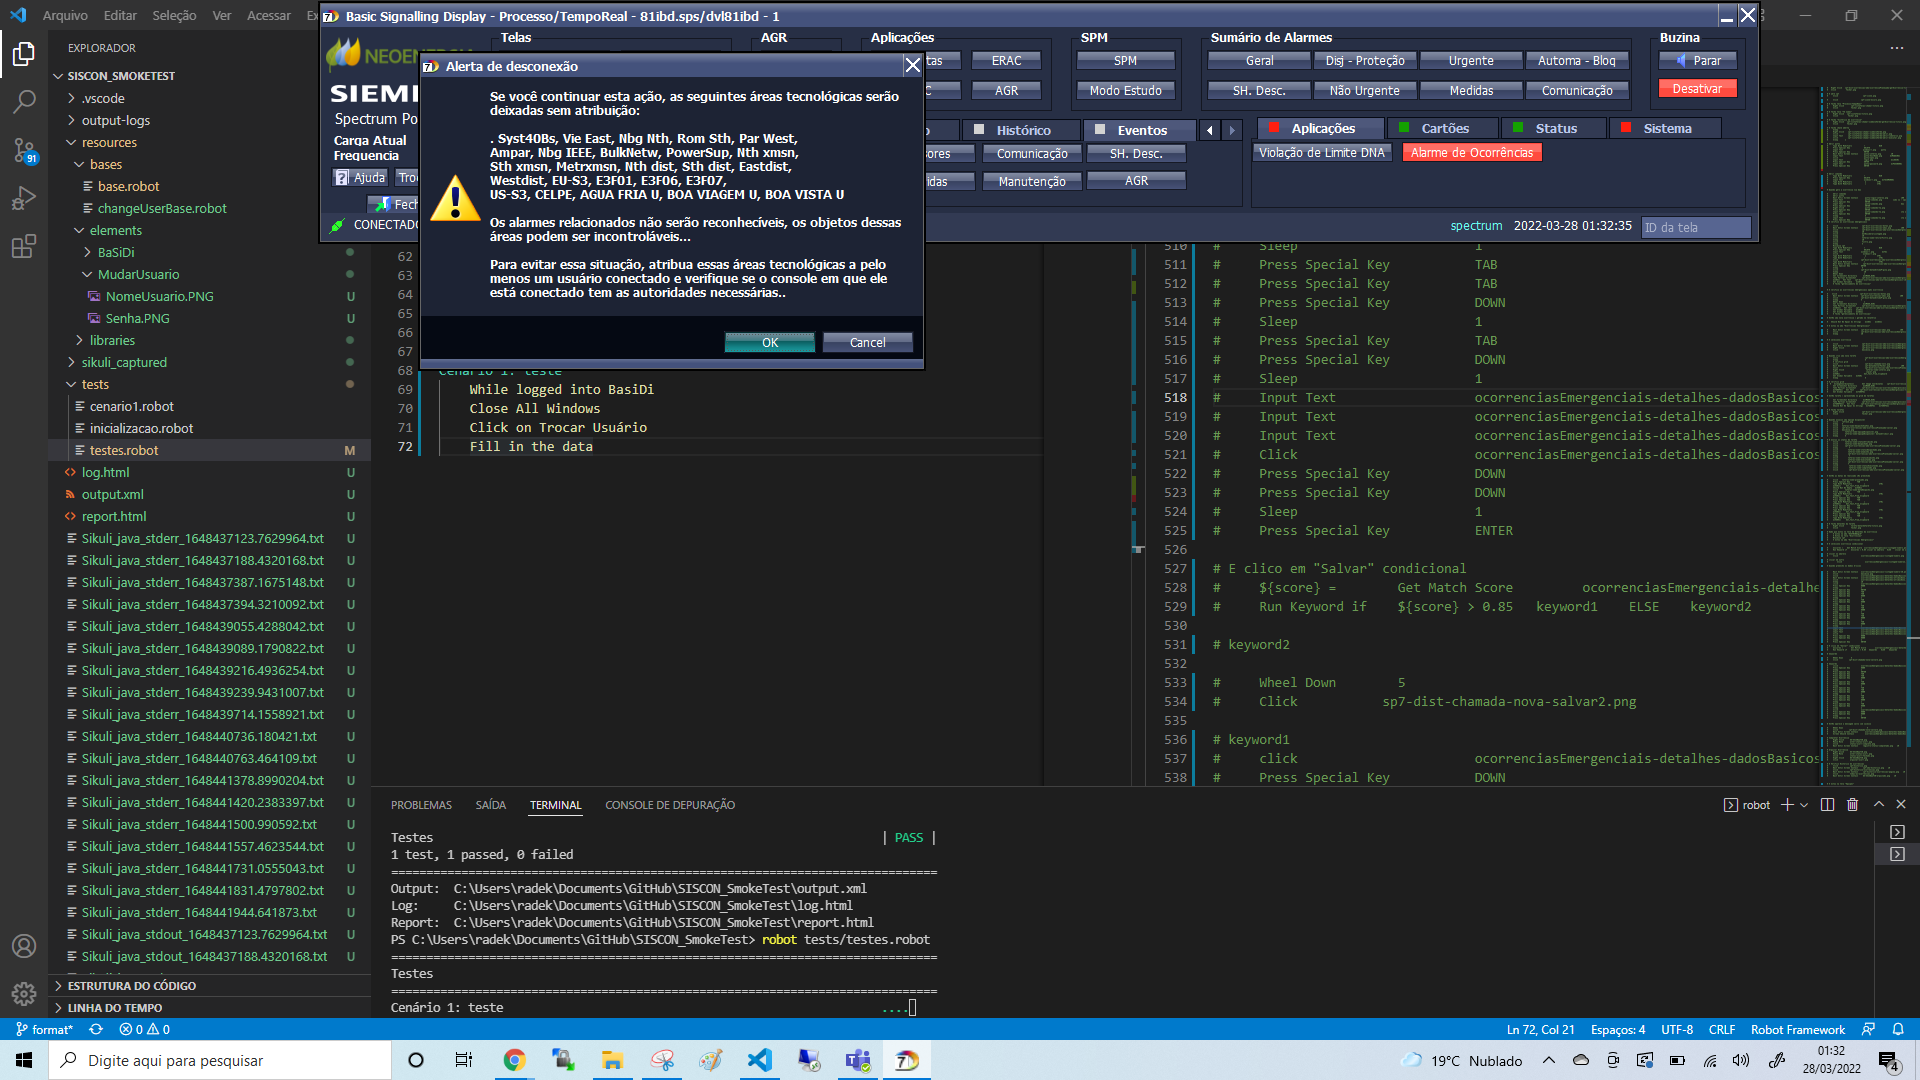 Arquivo
Editar
Seleção
Ver
Acessar
Basic Signalling Display - Processo/TempoReal - 81ibd.sps/dvl81ibd - 1
NEOENERGIA
SIEM
Spectrum Po
Carga Atual
Frequencia
Ajuda
Tro
Fech
CONECTADO
Telas
AGR
Aplicações
ERAC
AGR
SPM
SPM
Modo Estudo
Sumário de Alarmes
Geral
Disj - Proteção
Urgente
Automa - Bloq
SH. Desc.
Não Urgente
Medidas
Comunicação
Buzina
Parar
Desativar
Histórico
Eventos
Comunicação
SH. Desc.
Manutenção
AGR
Aplicações
Cartões
Status
Sistema
Violação de Limite DNA
Alarme de Ocorrências
spectrum
2022-03-28 01:32:35
ID da tela
Alerta de desconexão
Se você continuar esta ação, as seguintes áreas tecnológicas serão
deixadas sem atribuição:
. Syst40Bs, Vie East, Nbg Nth, Rom Sth, Par West,
Ampar, Nbg IEEE, BulkNetw, PowerSup, Nth xmsn,
Sth xmsn, Metrxmsn, Nth dist, Sth dist, Eastdist,
Westdist, EU-S3, E3F01, E3F06, E3F07,
US-S3, CELPE, AGUA FRIA U, BOA VIAGEM U, BOA VISTA U
Os alarmes relacionados não serão reconhecíveis, os objetos dessas
áreas podem ser incontroláveis...
Para evitar essa situação, atribua essas áreas tecnológicas a pelo
menos um usuário conectado e verifique se o console em que ele
está conectado tem as autoridades necessárias..
OK
Cancel
EXPLORADOR
SISCON_SMOKETEST
.vscode
output-logs
resources
bases
base.robot
changeUserBase.robot
elements
BaSiDi
MudarUsuario
NomeUsuario.PNG U
Senha.PNG U
libraries
sikuli_captured
tests
cenario1.robot
inicializacao.robot
testes.robot M
log.html U
output.xml U
report.html U
Sikuli_java_stderr_1648437123.7629964.txt U
Sikuli_java_stderr_1648437188.4320168.txt U
Sikuli_java_stderr_1648437387.1675148.txt U
Sikuli_java_stderr_1648437394.3210092.txt U
Sikuli_java_stderr_1648439055.4288042.txt U
Sikuli_java_stderr_1648439089.1790822.txt U
Sikuli_java_stderr_1648439216.4936254.txt U
Sikuli_java_stderr_1648439239.9431007.txt U
Sikuli_java_stderr_1648439714.1558921.txt U
Sikuli_java_stderr_1648440736.180421.txt U
Sikuli_java_stderr_1648440763.464109.txt U
Sikuli_java_stderr_1648441378.8990204.txt U
Sikuli_java_stderr_1648441420.2383397.txt U
Sikuli_java_stderr_1648441500.990592.txt U
Sikuli_java_stderr_1648441557.4623544.txt U
Sikuli_java_stderr_1648441731.0555043.txt U
Sikuli_java_stderr_1648441831.4797802.txt U
Sikuli_java_stderr_1648441944.641873.txt U
Sikuli_java_stdout_1648437123.7629964.txt U
Sikuli_java_stdout_1648437188.4320168.txt U
ESTRUTURA DO CÓDIGO
LINHA DO TEMPO
91
62
63
64
65
66
67
68 Cenário 1: teste
69 While logged into BasiDi
70 Close All Windows
71 Click on Trocar Usuário
72 Fill in the data
510 # Sleep 1
511 # Press Special Key TAB
512 # Press Special Key TAB
513 # Press Special Key DOWN
514 # Sleep 1
515 # Press Special Key TAB
516 # Press Special Key DOWN
517 # Sleep 1
518 # Input Text ocorrenciasEmergenciais-detalhes-dadosBasicos
519 # Input Text ocorrenciasEmergenciais-detalhes-dadosBasicos
520 # Input Text ocorrenciasEmergenciais-detalhes-dadosBasicos
521 # Click ocorrenciasEmergenciais-detalhes-dadosBasicos
522 # Press Special Key DOWN
523 # Press Special Key DOWN
524 # Sleep 1
525 # Press Special Key ENTER
526
527 # E clico em "Salvar" condicional
528 # ${score} = Get Match Score ocorrenciasEmergenciais-detalhe
529 # Run Keyword if ${score} > 0.85 keyword1 ELSE keyword2
530
531 # keyword2
532
533 # Wheel Down 5
534 # Click sp7-dist-chamada-nova-salvar2.png
535
536 # keyword1
537 # click ocorrenciasEmergenciais-detalhes-dadosBasicos
538 # Press Special Key DOWN
PROBLEMAS
SAÍDA
TERMINAL
CONSOLE DE DEPURAÇÃO
robot
Testes | PASS |
1 test, 1 passed, 0 failed
==============================================================================
Output: C:\Users\radek\Documents\GitHub\SISCON_SmokeTest\output.xml
Log: C:\Users\radek\Documents\GitHub\SISCON_SmokeTest\log.html
Report: C:\Users\radek\Documents\GitHub\SISCON_SmokeTest\report.html
PS C:\Users\radek\Documents\GitHub\SISCON_SmokeTest> robot tests/testes.robot
==============================================================================
Testes
==============================================================================
Cenário 1: teste ....
format*
0
0
Ln 72, Col 21
Espaços: 4
UTF-8
CRLF
Robot Framework
Digite aqui para pesquisar
19°C Nublado
01:32
28/03/2022
4